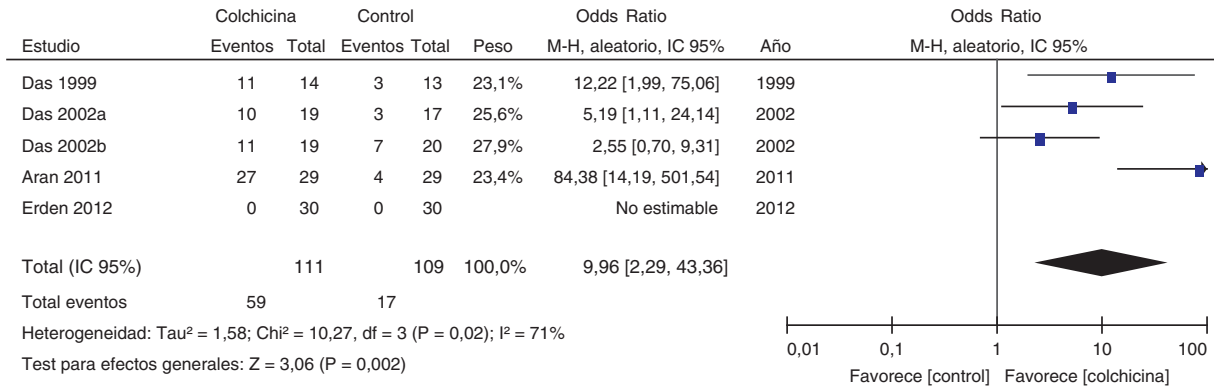 Colchicina Control Odds Ratio Odds Ratio
Estudio Eventos Total Eventos Total Peso M-H, aleatorio, IC 95% Año M-H, aleatorio, IC 95%
Das 1999 11 14 3 13 23,1% 12,22 [1,99, 75,06] 1999
Das 2002a 10 19 3 17 25,6% 5,19 [1,11, 24,14] 2002
Das 2002b 11 19 7 20 27,9% 2,55 [0,70, 9,31] 2002
Aran 2011 27 29 4 29 23,4% 84,38 [14,19, 501,54] 2011
Erden 2012 0 30 0 30 No estimable 2012
Total (IC 95%) 111 109 100,0% 9,96 [2,29, 43,36]
Total eventos 59 17
Heterogeneidad: Tau² = 1,58; Chi² = 10,27, df = 3 (P = 0,02); I² = 71%
Test para efectos generales: Z = 3,06 (P = 0,002)
0,01 0,1 1 10 100
Favorece [control] Favorece [colchicina]